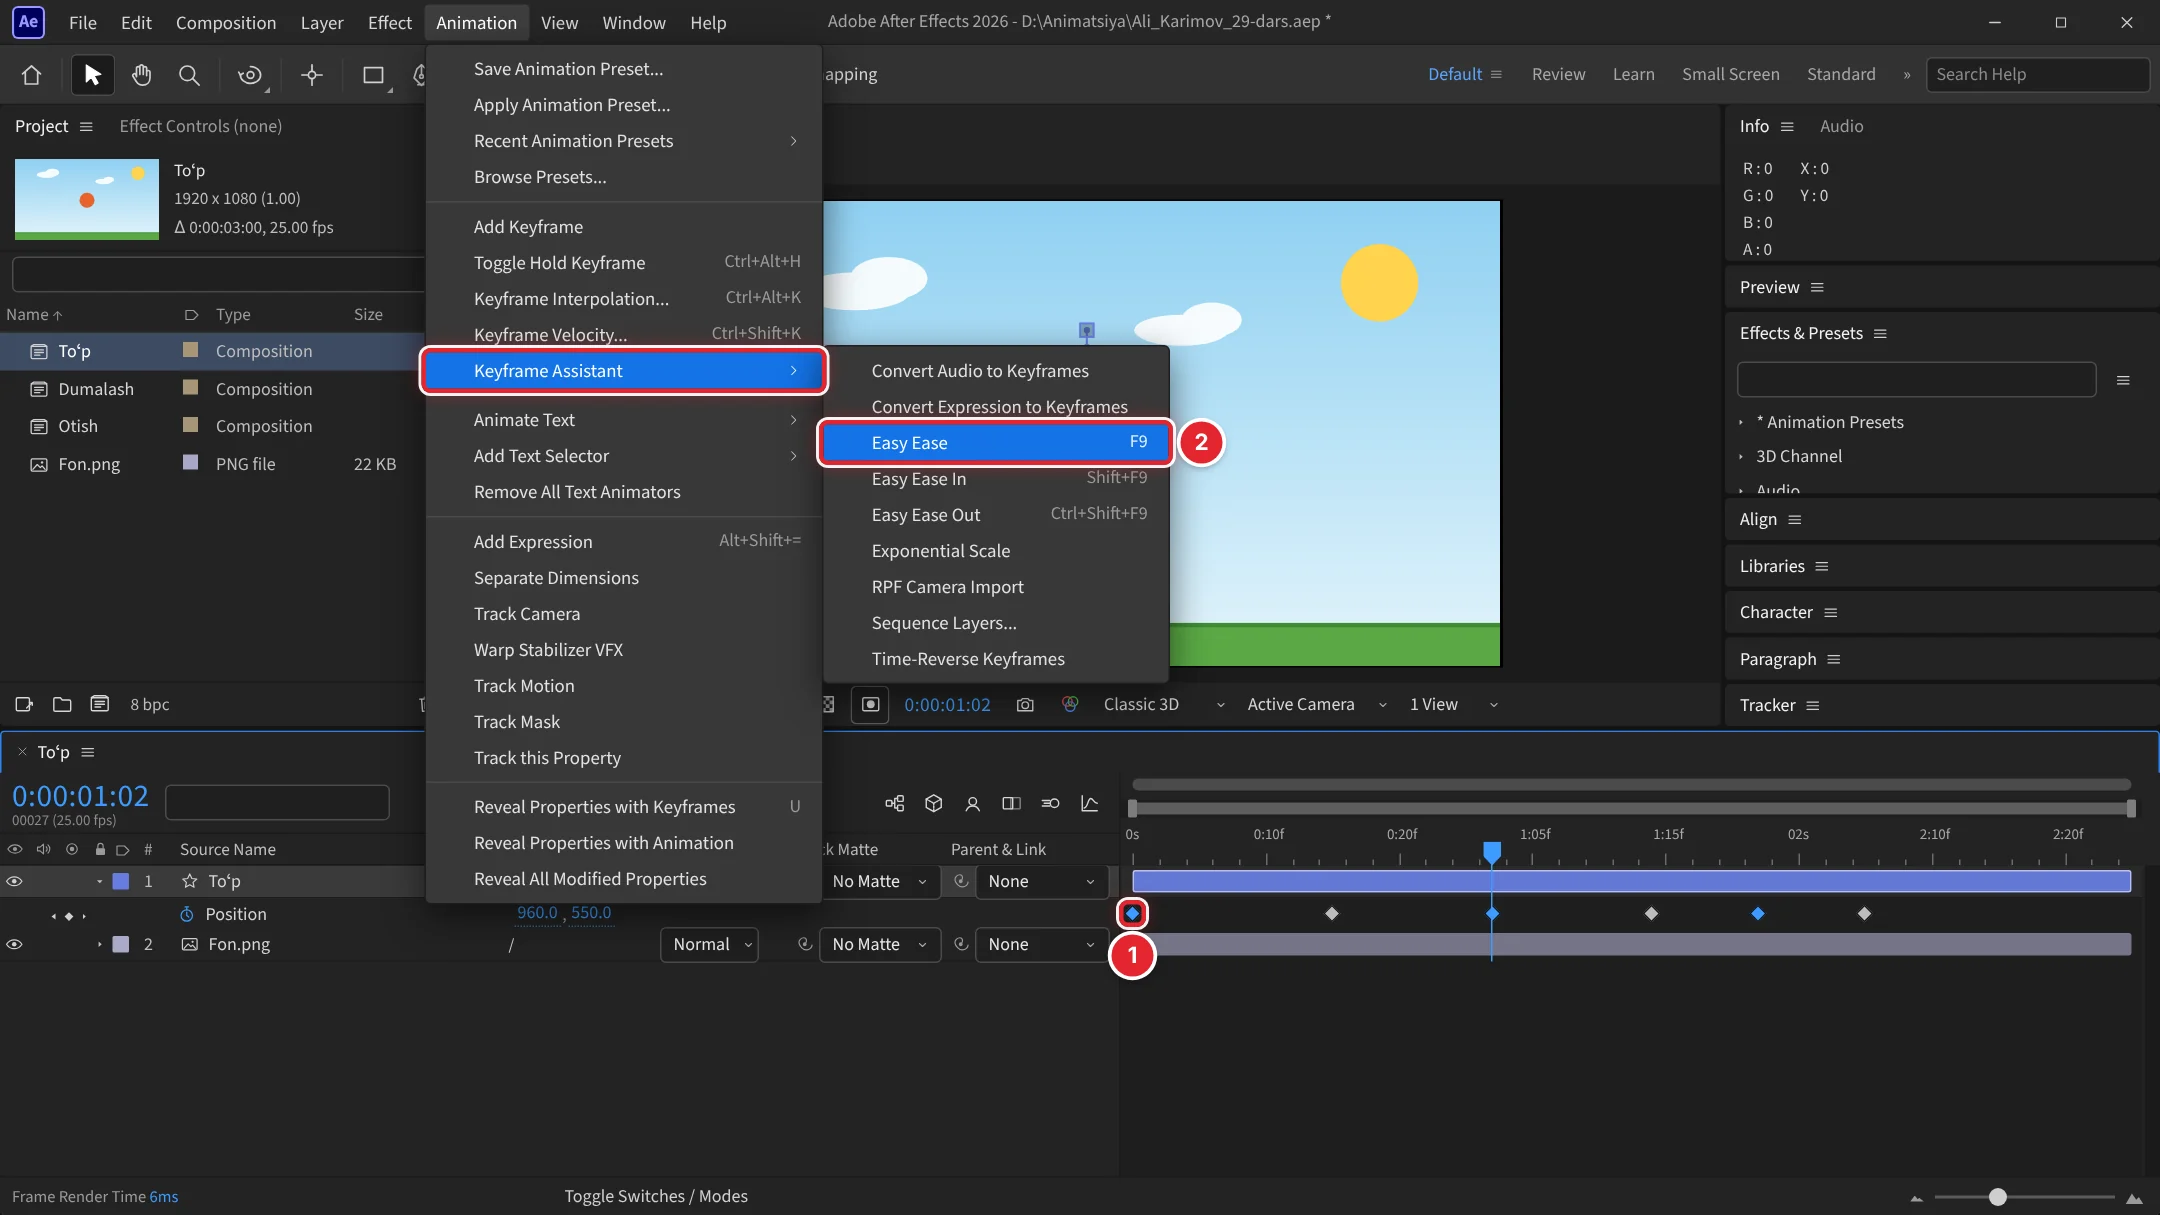 Ae File Edit Composition Layer Effect Animation View Window Help Adobe After Effects 2026 - D:\Animatsiya\Ali_Karimov_29-dars.aep *
apping Default Review Learn Small Screen Standard » Search Help
Project Effect Controls (none)
Toʻp
1920 x 1080 (1.00)
Δ 0:00:03:00, 25.00 fps
Name Type Size
Toʻp Composition
Dumalash Composition
Otish Composition
Fon.png PNG file 22 KB
8 bpc
Save Animation Preset...
Apply Animation Preset...
Recent Animation Presets
Browse Presets...
Add Keyframe
Toggle Hold Keyframe Ctrl+Alt+H
Keyframe Interpolation... Ctrl+Alt+K
Keyframe Velocity... Ctrl+Shift+K
Keyframe Assistant
Animate Text
Add Text Selector
Remove All Text Animators
Add Expression Alt+Shift+=
Separate Dimensions
Track Camera
Warp Stabilizer VFX
Track Motion
Track Mask
Track this Property
Reveal Properties with Keyframes U
Reveal Properties with Animation
Reveal All Modified Properties
Convert Audio to Keyframes
Convert Expression to Keyframes
Easy Ease F9
2
Easy Ease In Shift+F9
Easy Ease Out Ctrl+Shift+F9
Exponential Scale
RPF Camera Import
Sequence Layers...
Time-Reverse Keyframes
0:00:01:02 Classic 3D Active Camera 1 View
Info Audio
R : 0 X : 0
G : 0 Y : 0
B : 0
A : 0
Preview
Effects & Presets
* Animation Presets
3D Channel
Audio
Align
Libraries
Character
Paragraph
Tracker
Toʻp
0:00:01:02
00027 (25.00 fps)
0s 0:10f 0:20f 1:05f 1:15f 02s 2:10f 2:20f
# Source Name ck Matte Parent & Link
1 Toʻp No Matte None
Position 960.0 , 550.0
2 Fon.png / Normal No Matte None
1
Frame Render Time 6ms Toggle Switches / Modes